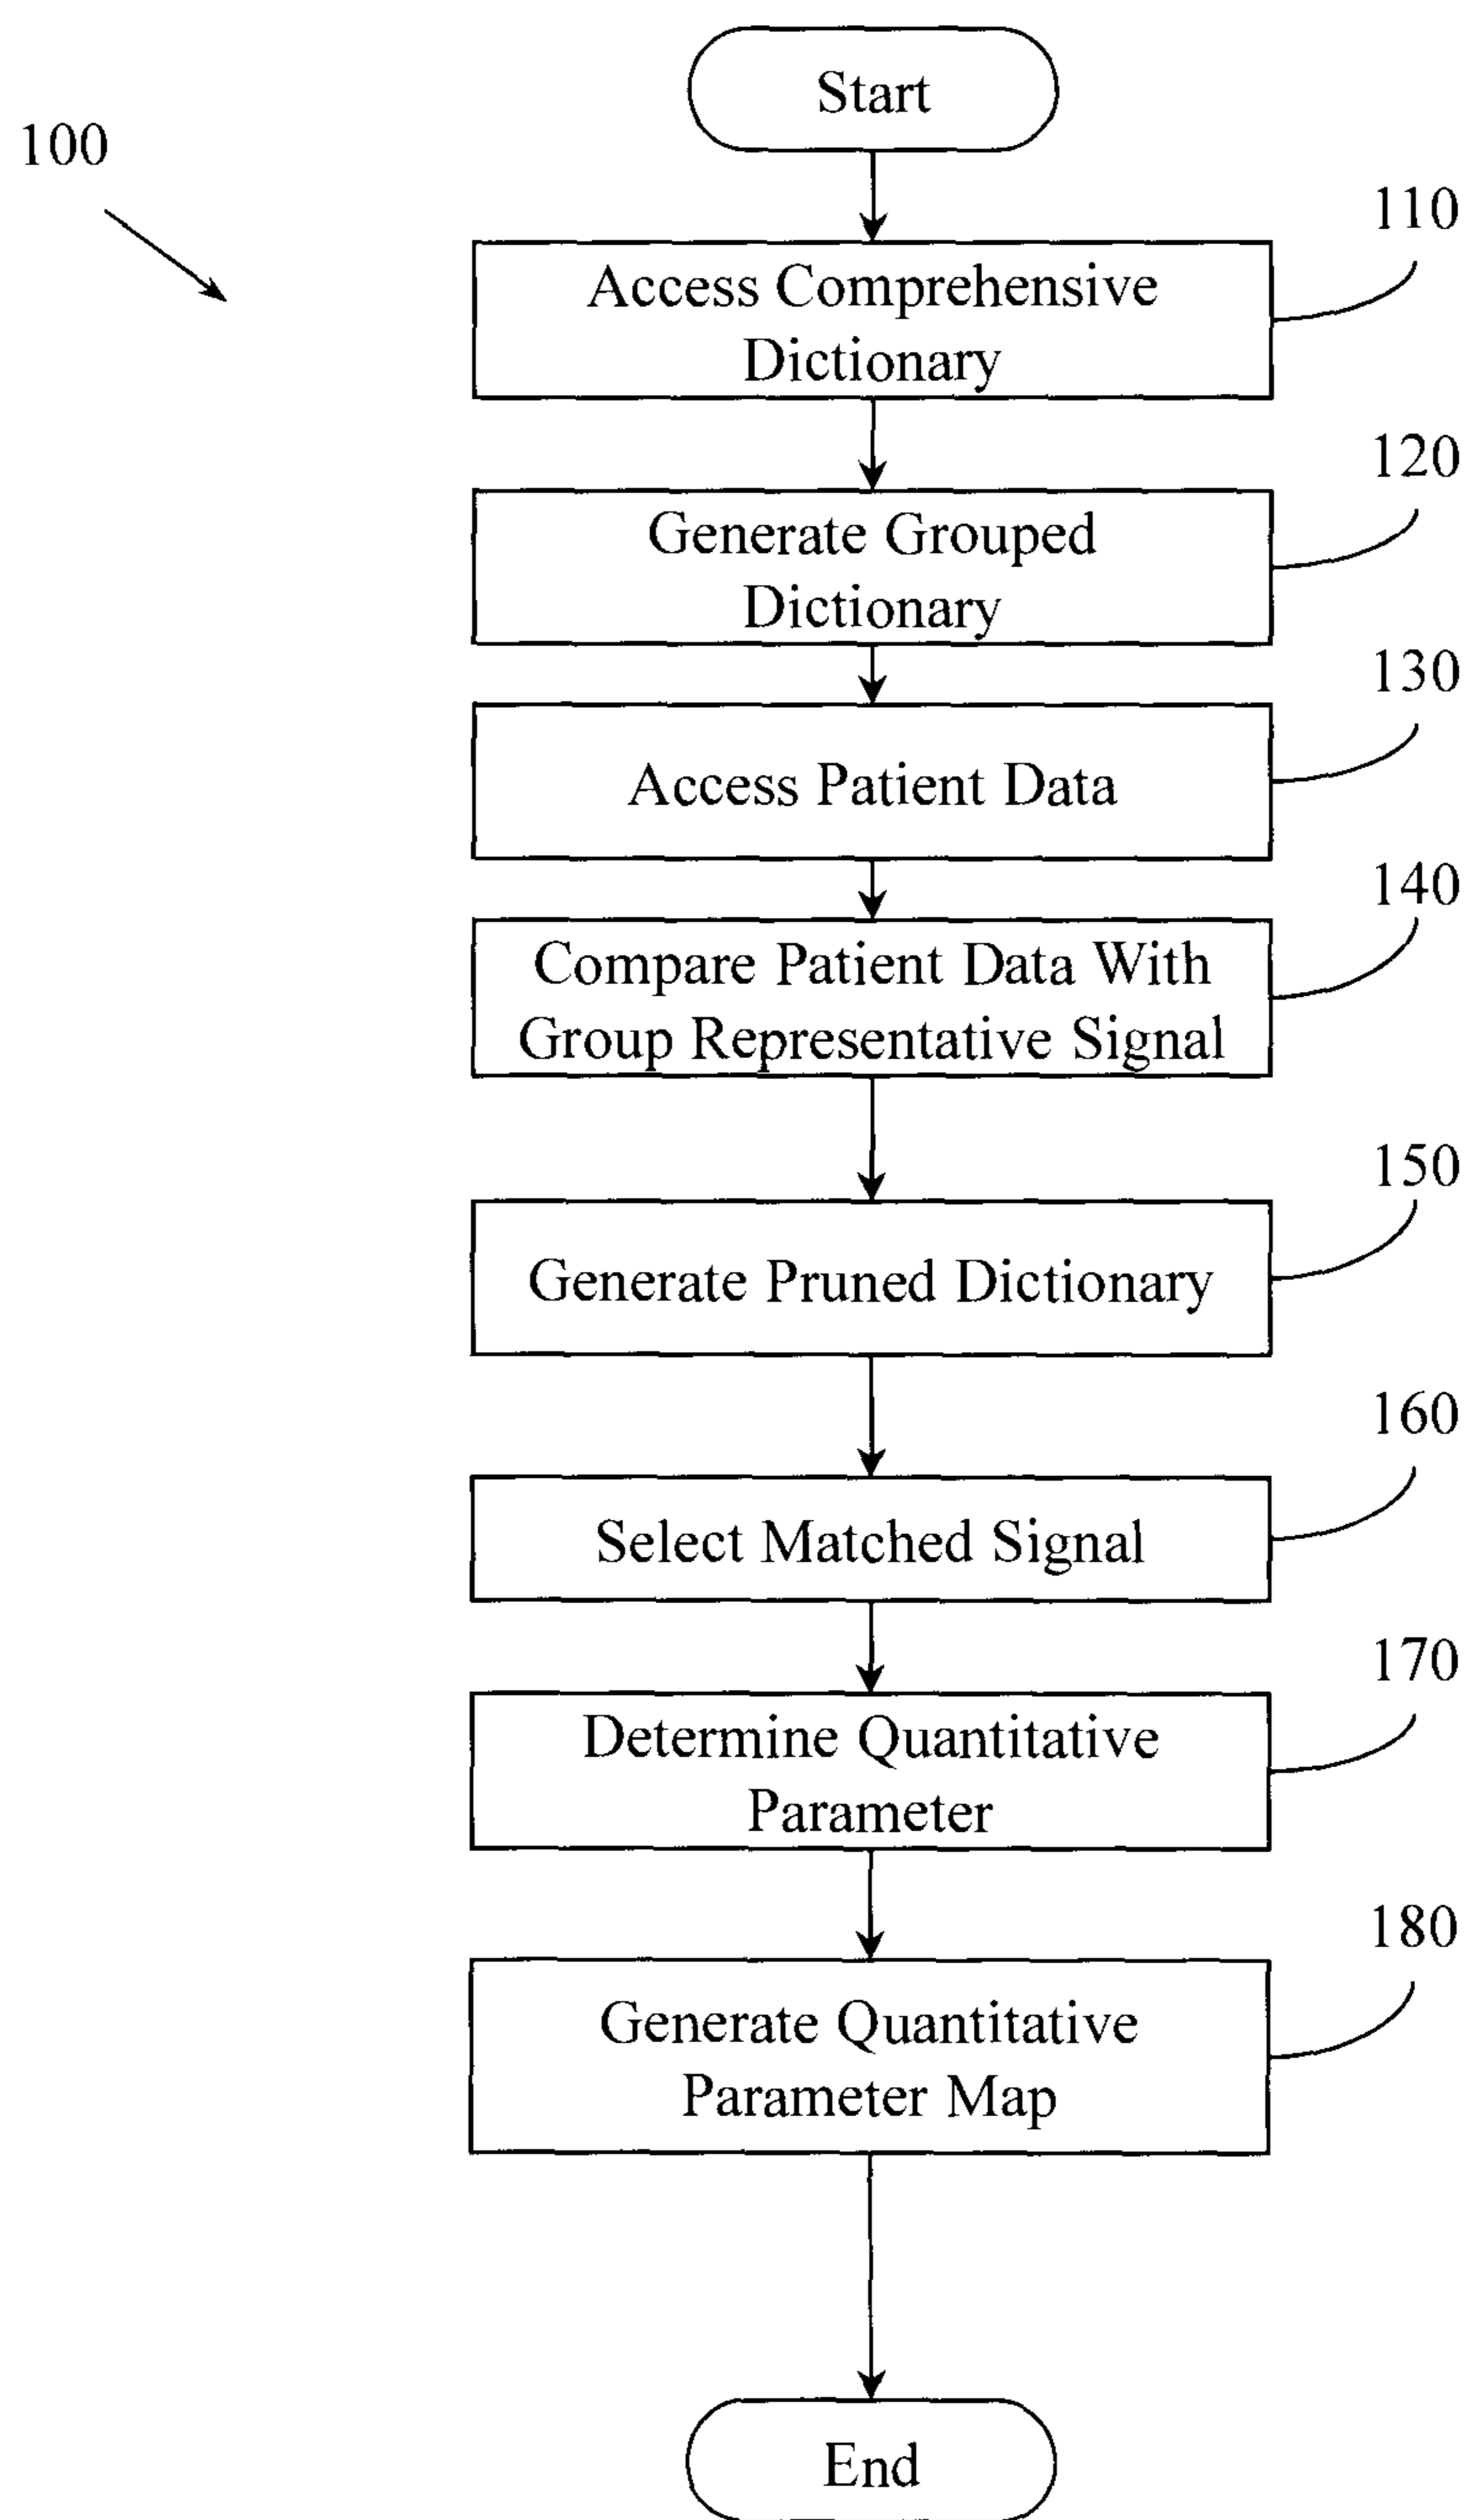 Start
100
110
Access Comprehensive
Dictionary
120
Generate Grouped
Dictionary
130
Access Patient Data
140
Compare Patient Data With
Group Representative Signal
150
Generate Pruned Dictionary
160
Select Matched Signal
170
Determine Quantitative
Parameter
180
Generate Quantitative
Parameter Map
End